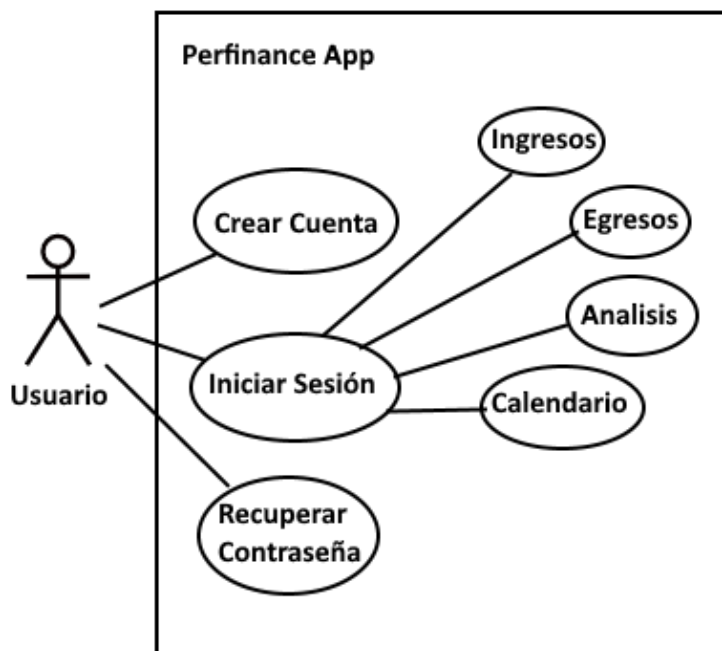 Perfinance App
Ingresos
Crear Cuenta
Egresos
Analisis
Iniciar Sesión
Usuario
Calendario
Recuperar
Contraseña